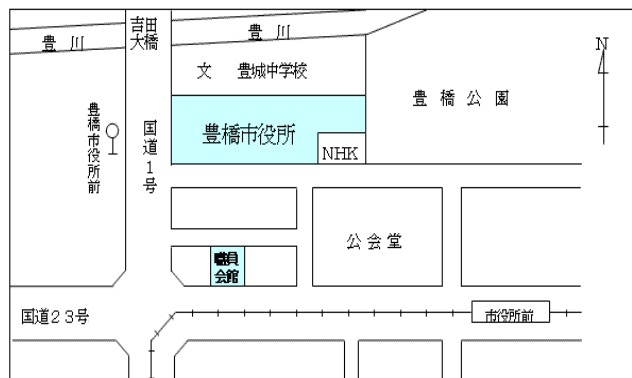 吉田
大橋
豊 川
豊 川
N
文 豊城中学校
豊橋公園
豊橋市役所前
国道1号
豊橋市役所
NHK
公会堂
職員
会館
国道23号
市役所前